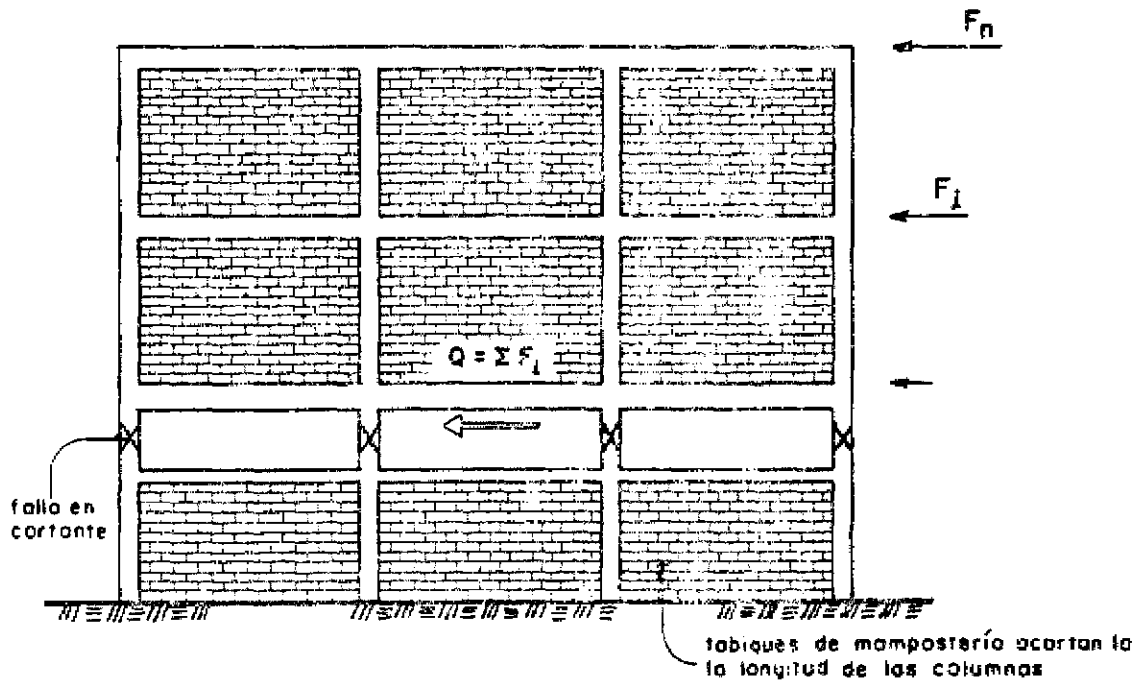 Fn
Fi
Q = Σ Fi
falla en
cortante
tabiques de mampostería acortan la
la longitud de las columnas